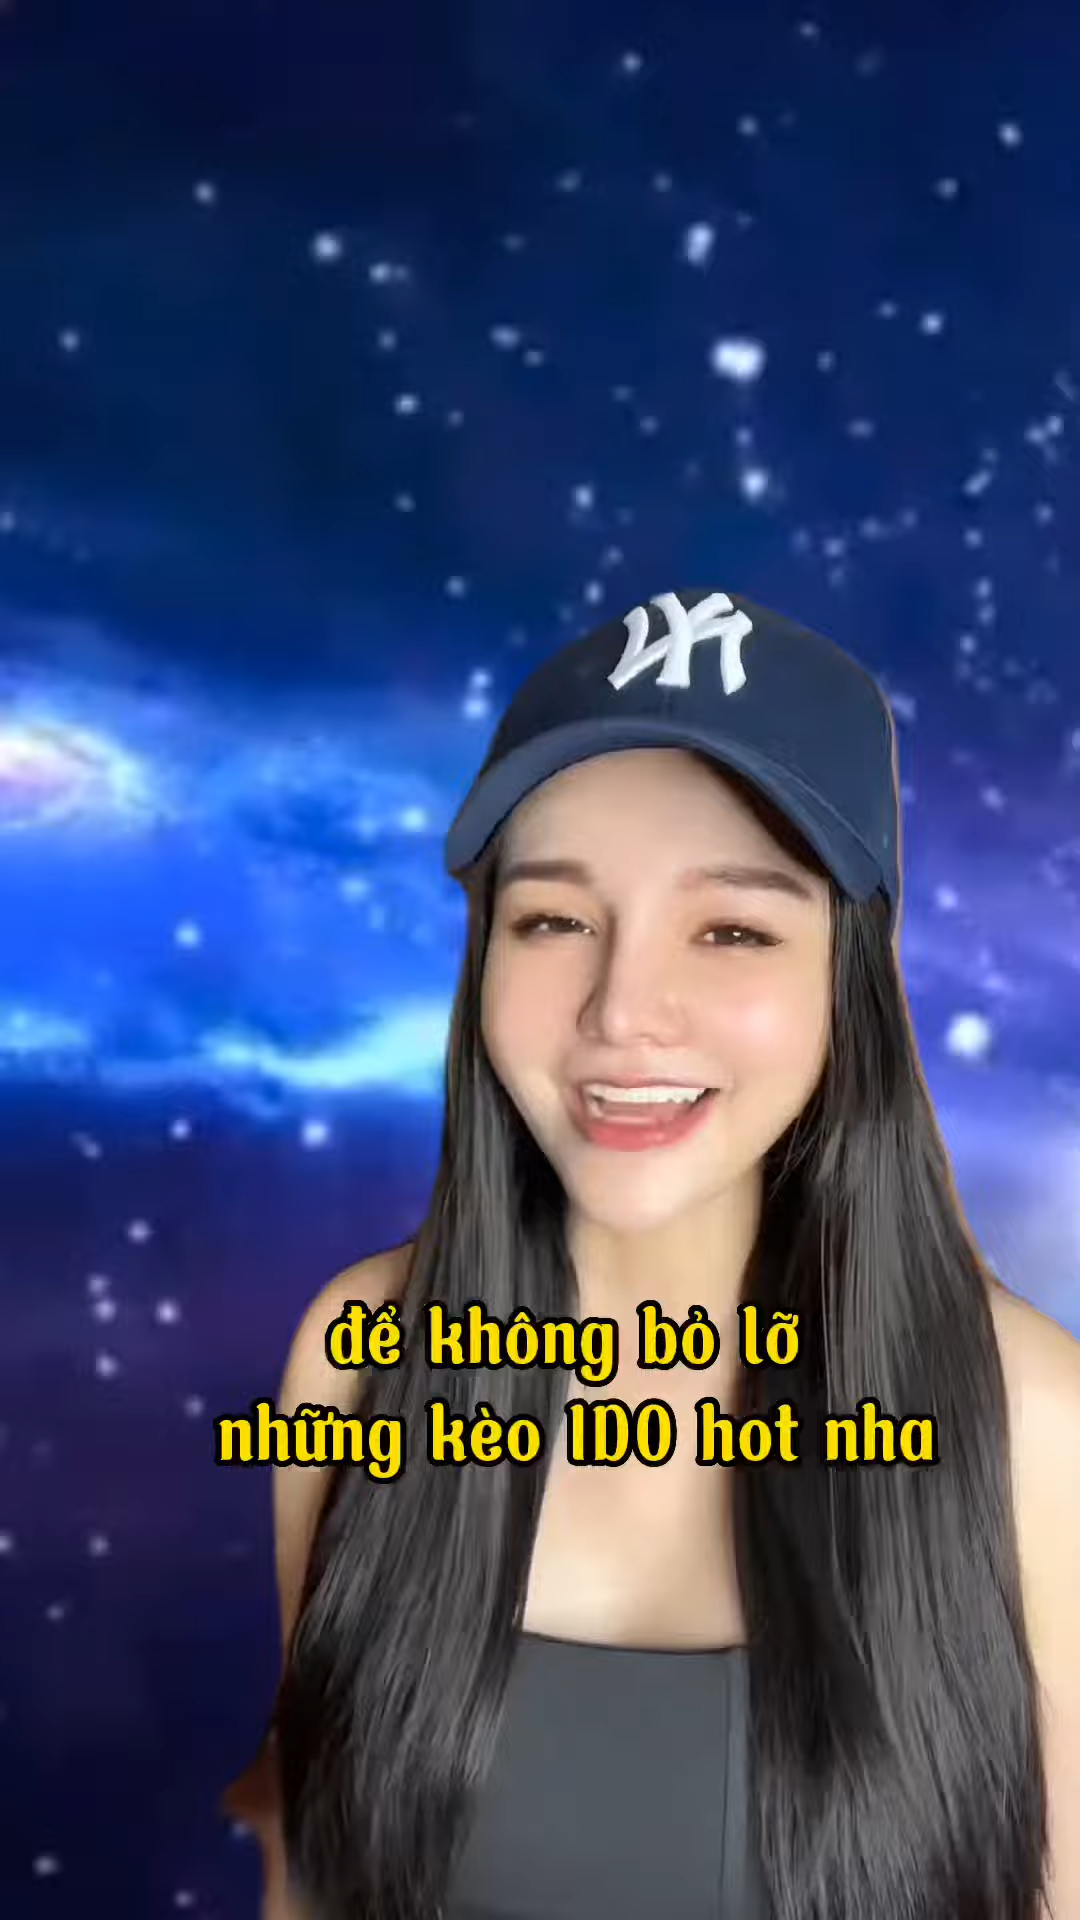 để không bỏ lỡ
những kèo IDO hot nha